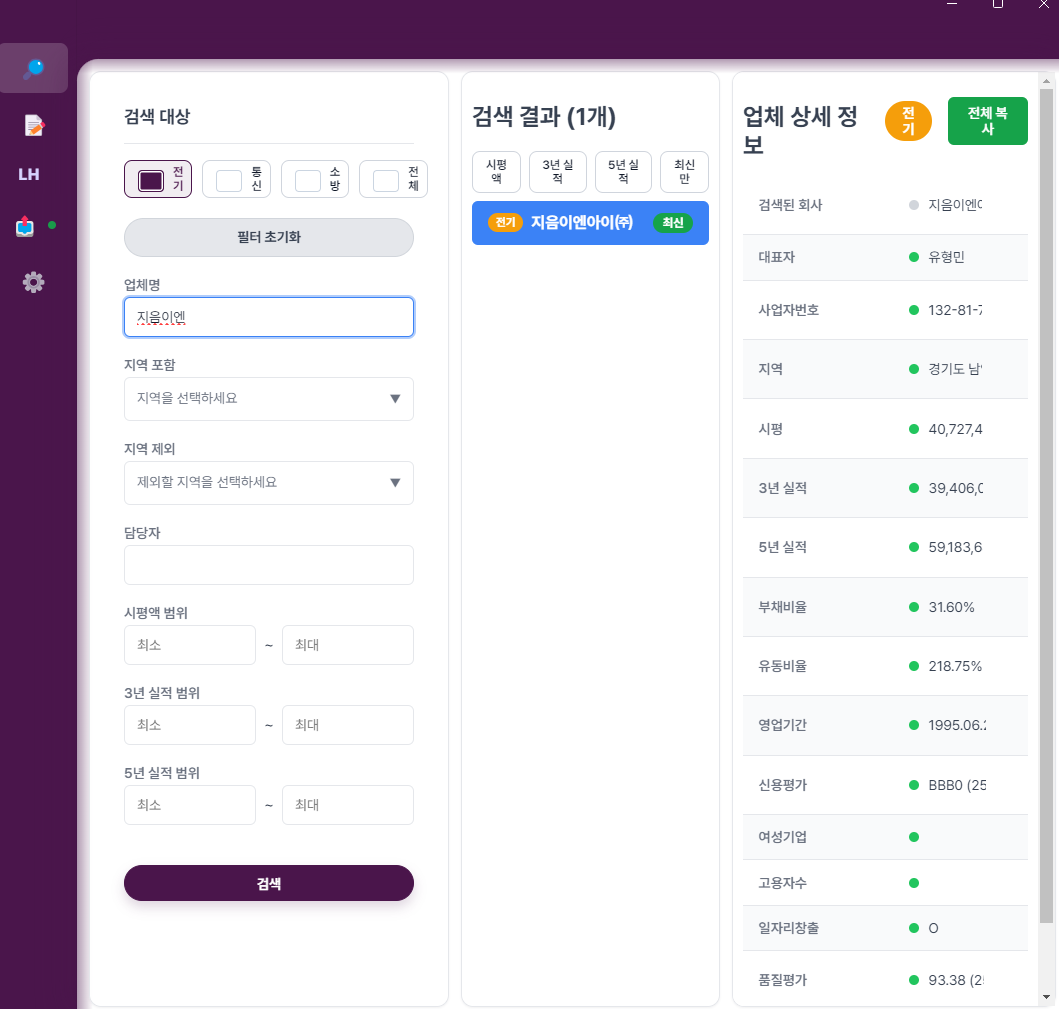 LH
검색 대상
전
기
통
신
소
방
전
체
필터 초기화
업체명
지음이엔
지역 포함
지역을 선택하세요
지역 제외
제외할 지역을 선택하세요
담당자
시평액 범위
최소 ~ 최대
3년 실적 범위
최소 ~ 최대
5년 실적 범위
최소 ~ 최대
검색
검색 결과 (1개)
시평
액
3년 실
적
5년 실
적
최신
만
전기 지음이엔아이㈜ 최신
업체 상세 정
보
전
기
전체 복
사
검색된 회사 지음이엔
대표자 유형민
사업자번호 132-81-
지역 경기도 남
시평 40,727,4
3년 실적 39,406,0
5년 실적 59,183,6
부채비율 31.60%
유동비율 218.75%
영업기간 1995.06.
신용평가 BBB0 (25
여성기업
고용자수
일자리창출 O
품질평가 93.38 (2